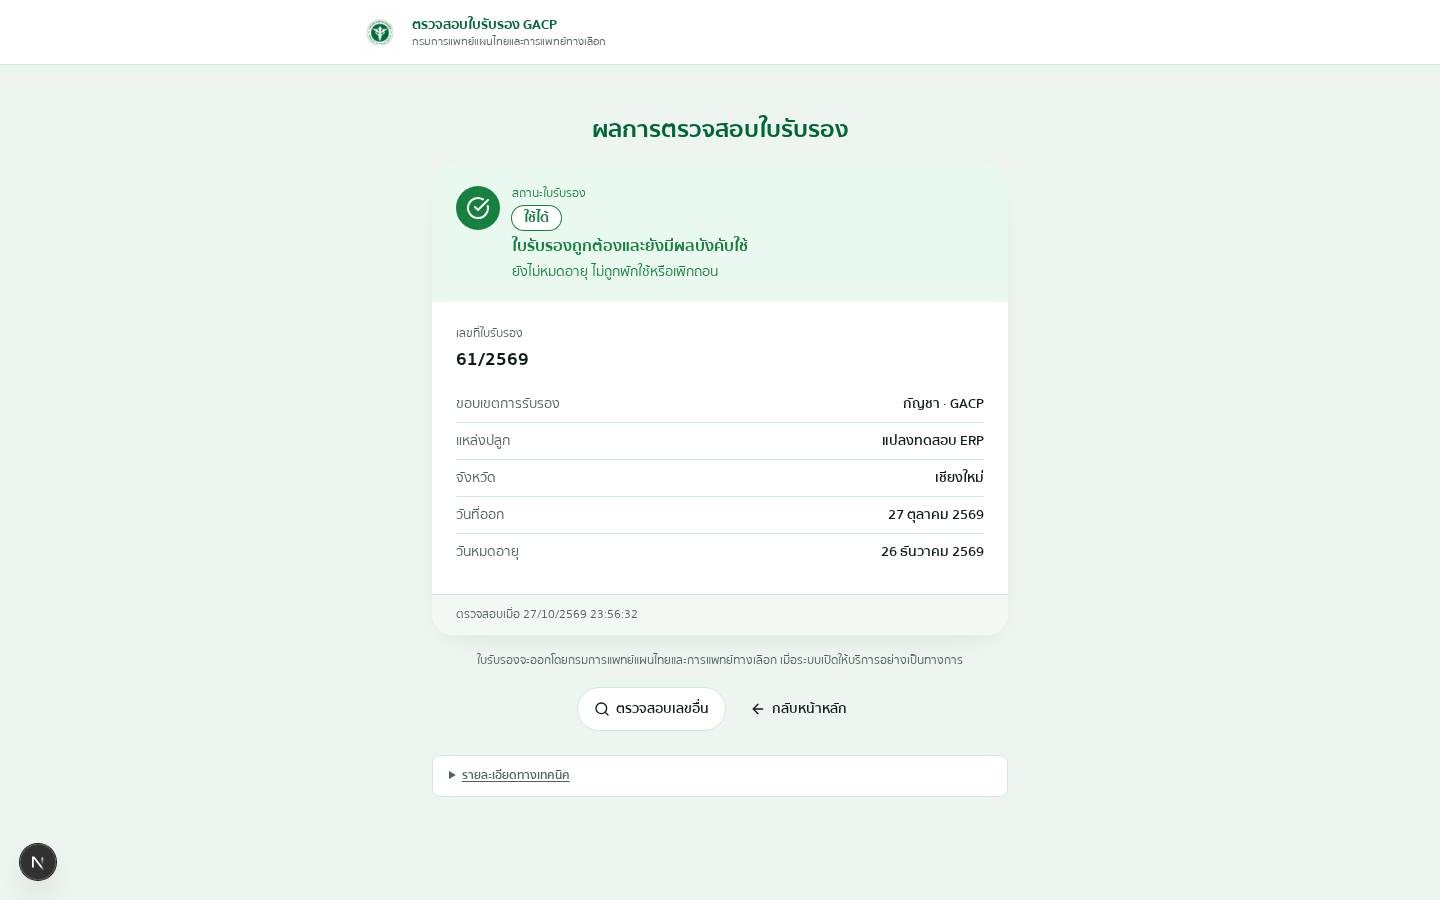 ตรวจสอบใบรับรอง GACP
กรมการแพทย์แผนไทยและการแพทย์ทางเลือก
ผลการตรวจสอบใบรับรอง
สถานะใบรับรอง
ใช้ได้
ใบรับรองถูกต้องและยังมีผลบังคับใช้
ยังไม่หมดอายุ ไม่ถูกพักใช้หรือเพิกถอน
เลขที่ใบรับรอง
61/2569
ขอบเขตการรับรอง กัญชา · GACP
แหล่งปลูก แปลงทดสอบ ERP
จังหวัด เชียงใหม่
วันที่ออก 27 ตุลาคม 2569
วันหมดอายุ 26 ธันวาคม 2569
ตรวจสอบเมื่อ 27/10/2569 23:56:32
ใบรับรองจะออกโดยกรมการแพทย์แผนไทยและการแพทย์ทางเลือก เมื่อระบบเปิดให้บริการอย่างเป็นทางการ
ตรวจสอบเลขอื่น กลับหน้าหลัก
รายละเอียดทางเทคนิค
N